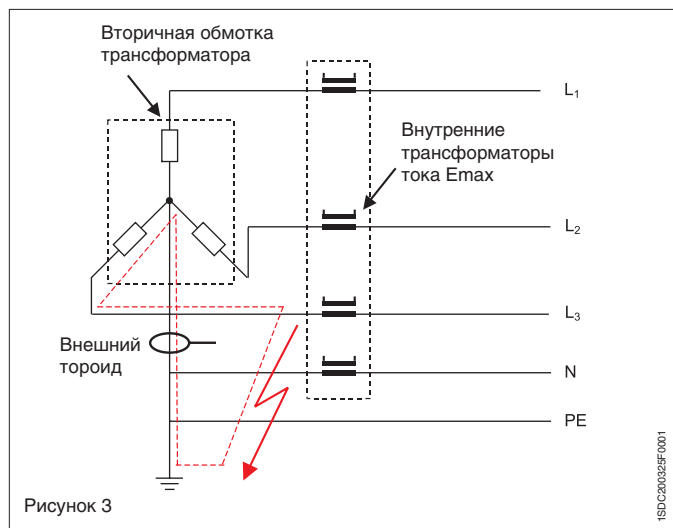 Вторичная обмотка
трансформатора
L₁
Внутренние
трансформаторы
тока Emax
L₂
L₃
Внешний
тороид
N
PE
Рисунок 3
1SDC200325F0001